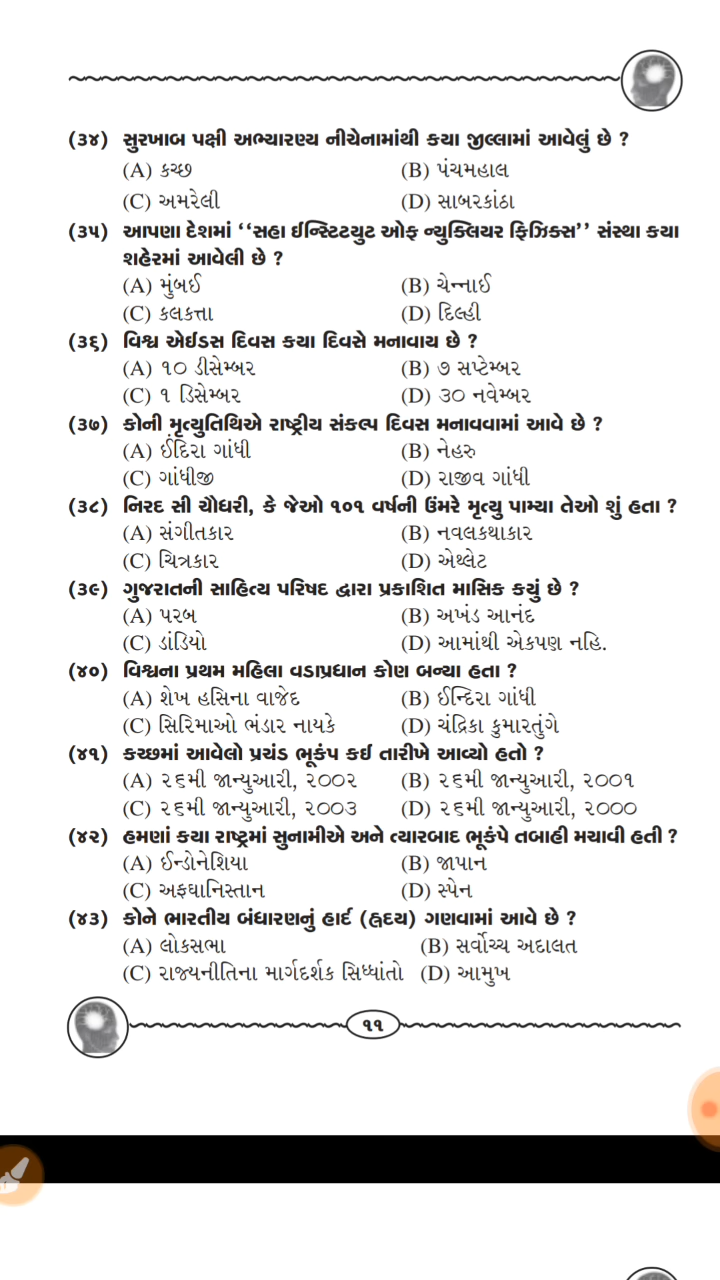 (૩૪) સુરખાબ પક્ષી અભ્યારણ્ય નીચેનામાંથી કયા જીલ્લામાં આવેલું છે ?
(A) કચ્છ (B) પંચમહાલ
(C) અમરેલી (D) સાબરકાંઠા
(૩૫) આપણા દેશમાં ‘‘સહા ઈન્સ્ટિટયુટ ઓફ ન્યુક્લિયર ફિઝિક્સ’’ સંસ્થા કયા
શહેરમાં આવેલી છે ?
(A) મુંબઈ (B) ચેન્નાઈ
(C) કલકત્તા (D) દિલ્હી
(૩૬) વિશ્વ એઈડસ દિવસ કયા દિવસે મનાવાય છે ?
(A) ૧૦ ડીસેમ્બર (B) ૭ સપ્ટેમ્બર
(C) ૧ ડિસેમ્બર (D) ૩૦ નવેમ્બર
(૩૭) કોની મૃત્યુતિથિએ રાષ્ટ્રીય સંકલ્પ દિવસ મનાવવામાં આવે છે ?
(A) ઈંદિરા ગાંધી (B) નેહરુ
(C) ગાંધીજી (D) રાજીવ ગાંધી
(૩૮) નિરદ સી ચૌધરી, કે જેઓ ૧૦૧ વર્ષની ઉંમરે મૃત્યુ પામ્યા તેઓ શું હતા ?
(A) સંગીતકાર (B) નવલકથાકાર
(C) ચિત્રકાર (D) એથ્લેટ
(૩૯) ગુજરાતની સાહિત્ય પરિષદ દ્વારા પ્રકાશિત માસિક કયું છે ?
(A) પરબ (B) અખંડ આનંદ
(C) ડાંડિયો (D) આમાંથી એકપણ નહિ.
(૪૦) વિશ્વના પ્રથમ મહિલા વડાપ્રધાન કોણ બન્યા હતા ?
(A) શેખ હસિના વાજેદ (B) ઈન્દિરા ગાંધી
(C) સિરિમાઓ ભંડાર નાયકે (D) ચંદ્રિકા કુમારતુંગે
(૪૧) કચ્છમાં આવેલો પ્રચંડ ભૂકંપ કઈ તારીખે આવ્યો હતો ?
(A) ૨૬મી જાન્યુઆરી, ૨૦૦૨ (B) ૨૬મી જાન્યુઆરી, ૨૦૦૧
(C) ૨૬મી જાન્યુઆરી, ૨૦૦૩ (D) ૨૬મી જાન્યુઆરી, ૨૦૦૦
(૪૨) હમણાં કયા રાષ્ટ્રમાં સુનામીએ અને ત્યારબાદ ભૂકંપે તબાહી મચાવી હતી ?
(A) ઈન્ડોનેશિયા (B) જાપાન
(C) અફઘાનિસ્તાન (D) સ્પેન
(૪૩) કોને ભારતીય બંધારણનું હાર્દ (હૃદય) ગણવામાં આવે છે ?
(A) લોકસભા (B) સર્વોચ્ચ અદાલત
(C) રાજ્યનીતિના માર્ગદર્શક સિધ્ધાંતો (D) આમુખ
૧૧